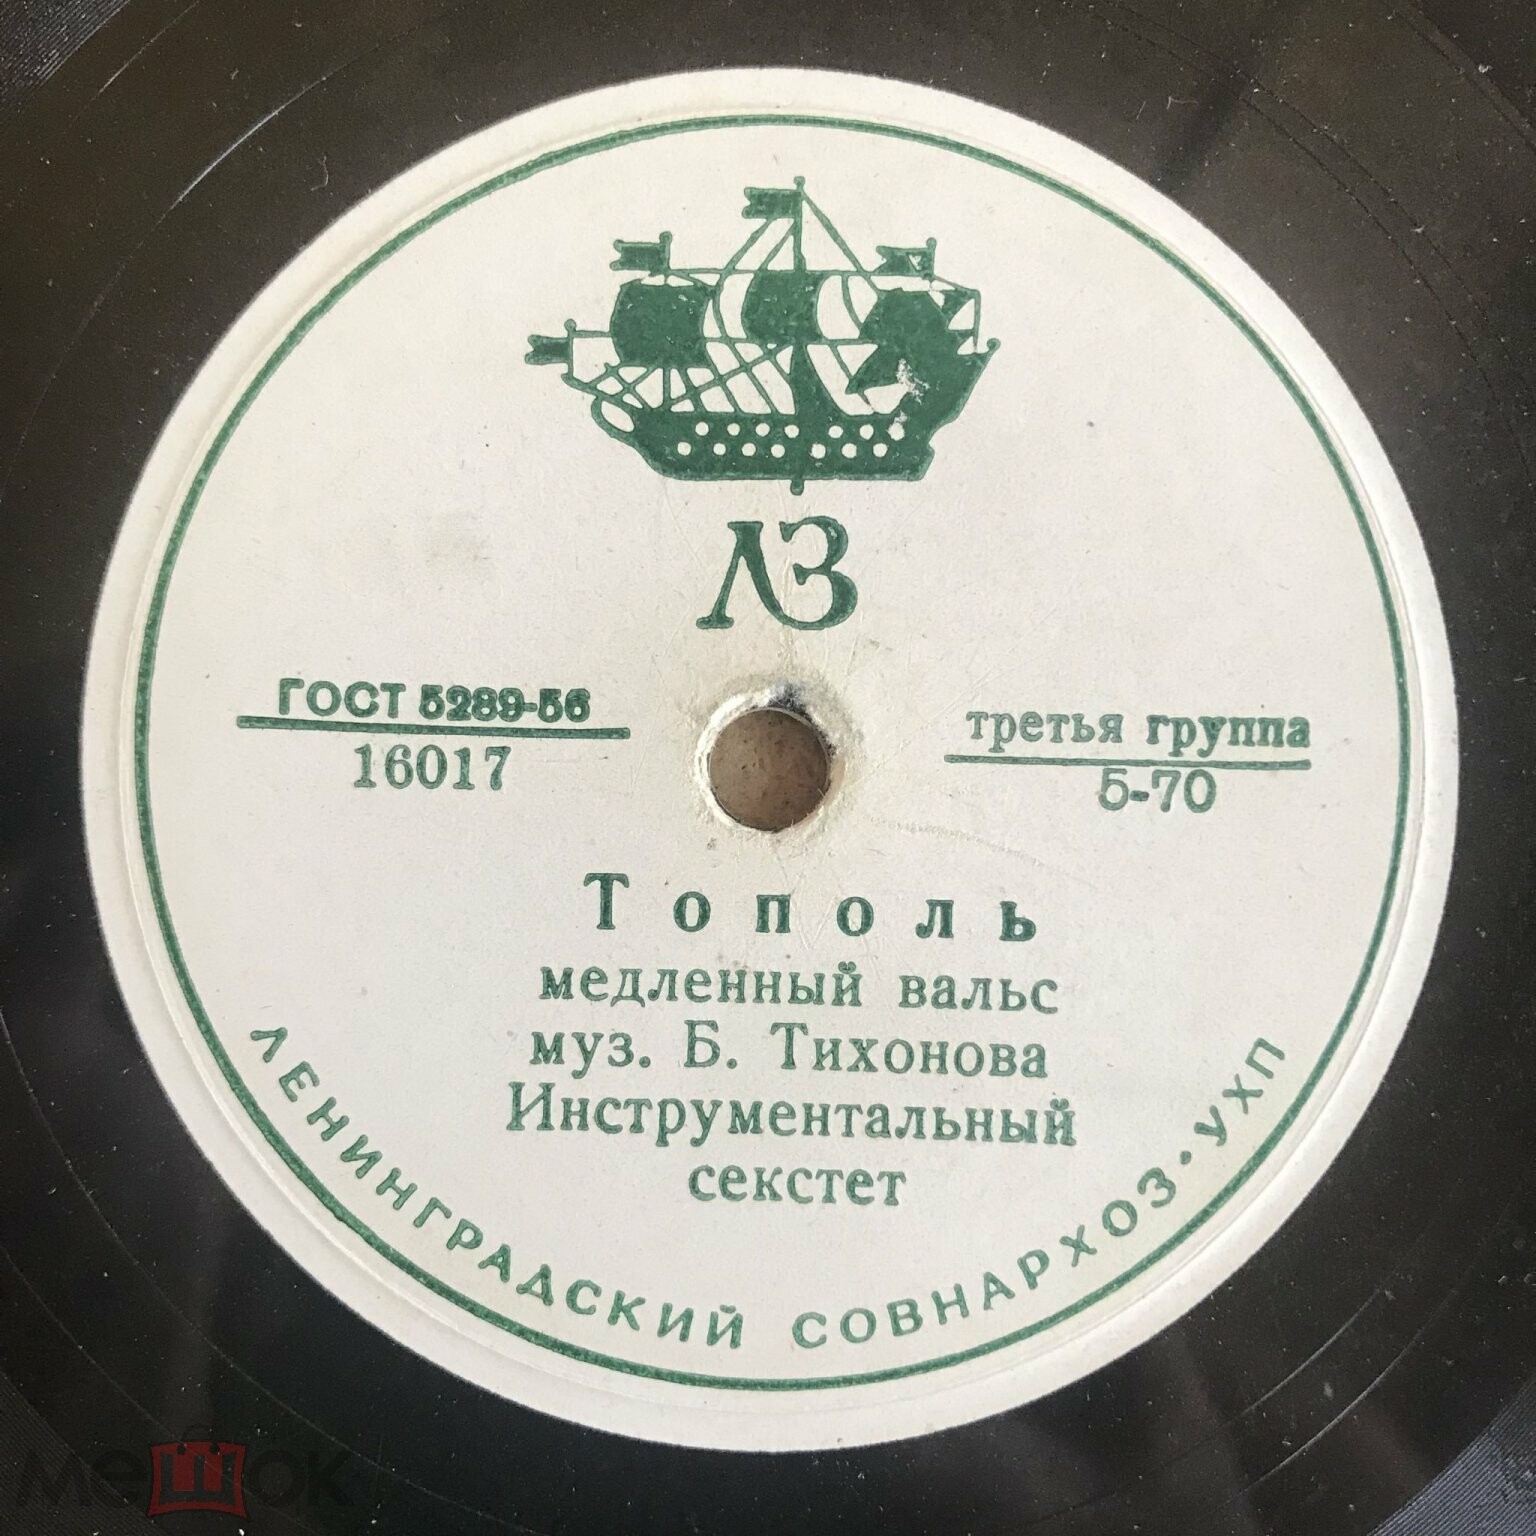 ЛЗ
ГОСТ 5289-56
16017
третья группа
5-70
Тополь
медленный вальс
муз. Б. Тихонова
Инструментальный
секстет
ЛЕНИНГРАДСКИЙ СОВНАРХОЗ·УХП
мешок